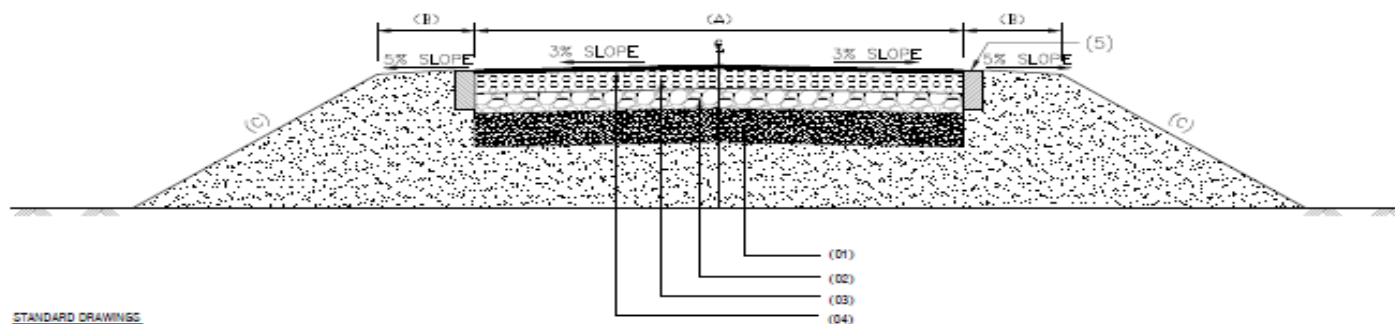 (B) (A) (B)
5% SLOPE 3% SLOPE ℄ 3% SLOPE 5% SLOPE (5)
(C) (C)
(01)
(02)
(03)
(04)
STANDARD DRAWINGS